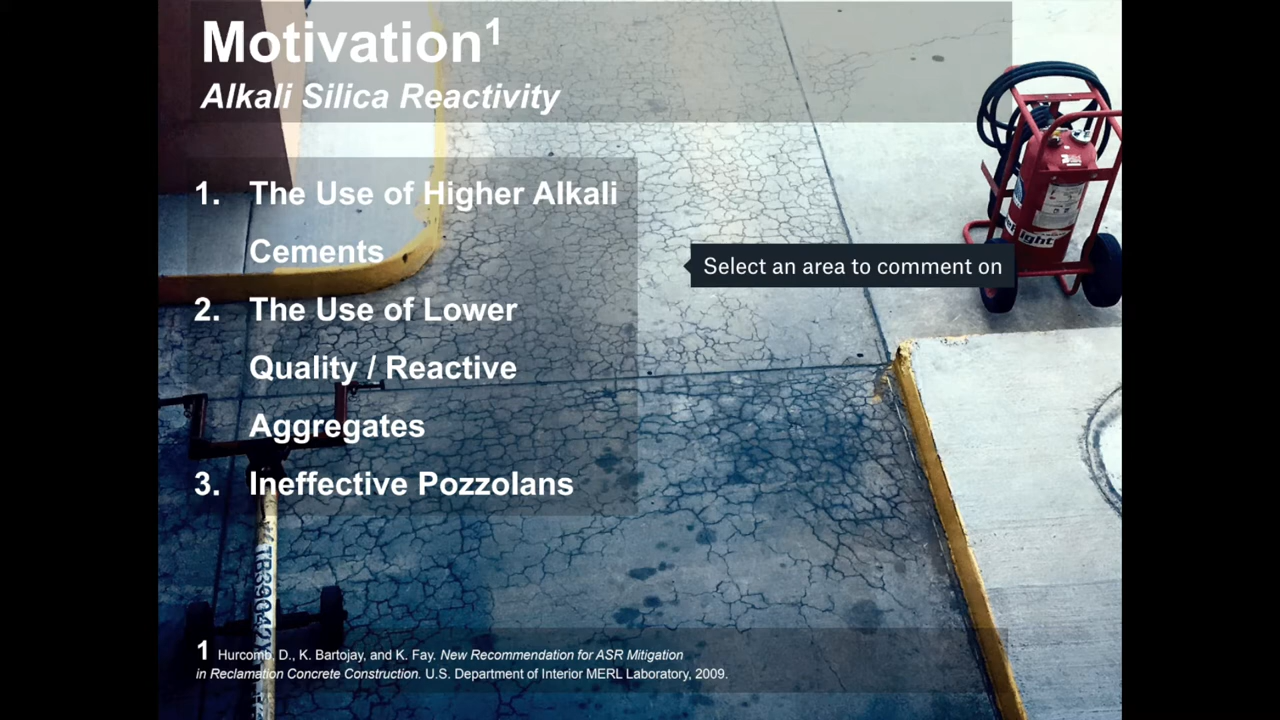 Motivation1
Alkali Silica Reactivity
1. The Use of Higher Alkali
Cements
Select an area to comment on
2. The Use of Lower
Quality / Reactive
Aggregates
3. Ineffective Pozzolans
1 Hurcomb, D., K. Bartojay, and K. Fay. New Recommendation for ASR Mitigation
in Reclamation Concrete Construction. U.S. Department of Interior MERL Laboratory, 2009.